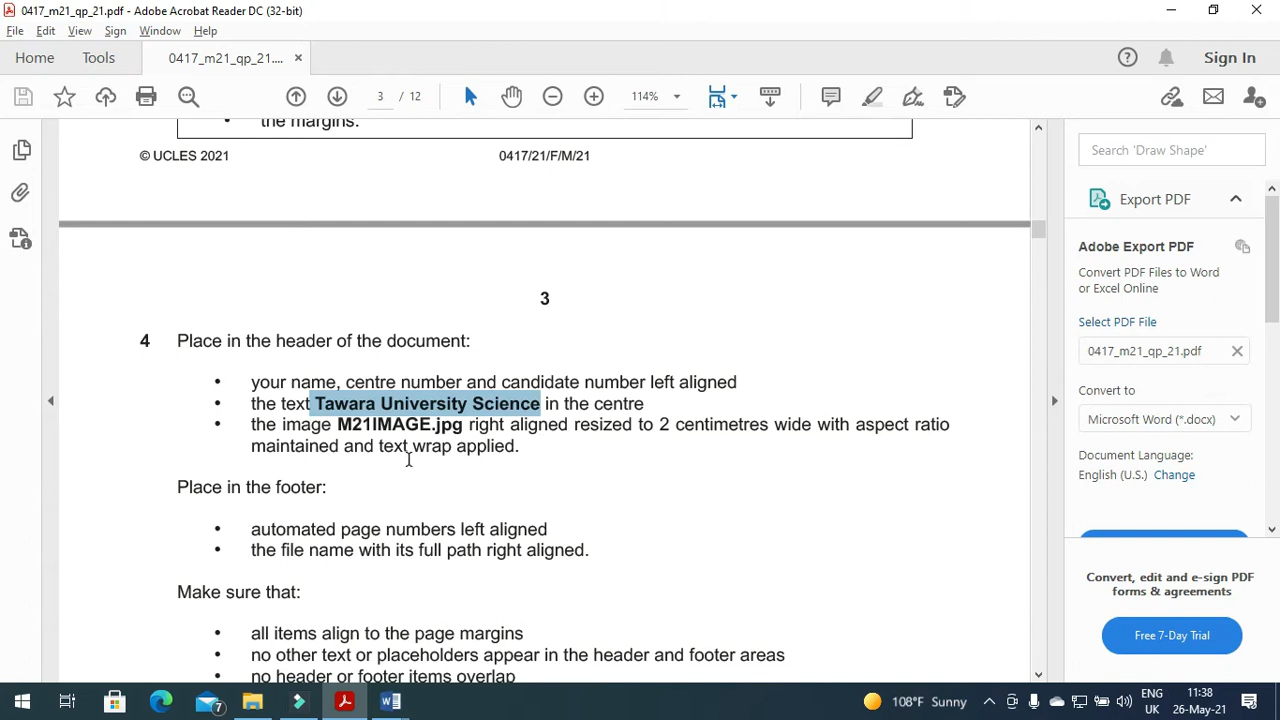 0417_m21_qp_21.pdf - Adobe Acrobat Reader DC (32-bit)
File Edit View Sign Window Help
Home Tools 0417_m21_qp_21.... × Sign In
3 / 12 114%
the margins.
© UCLES 2021 0417/21/F/M/21
3
4 Place in the header of the document:
• your name, centre number and candidate number left aligned
• the text Tawara University Science in the centre
• the image M21IMAGE.jpg right aligned resized to 2 centimetres wide with aspect ratio
maintained and text wrap applied.
Place in the footer:
• automated page numbers left aligned
• the file name with its full path right aligned.
Make sure that:
• all items align to the page margins
• no other text or placeholders appear in the header and footer areas
• no header or footer items overlap
Search 'Draw Shape'
Export PDF
Adobe Export PDF
Convert PDF Files to Word
or Excel Online
Select PDF File
0417_m21_qp_21.pdf
Convert to
Microsoft Word (*.docx)
Document Language:
English (U.S.) Change
Convert, edit and e-sign PDF
forms & agreements
Free 7-Day Trial
7
108°F Sunny
ENG
UK
11:38
26-May-21